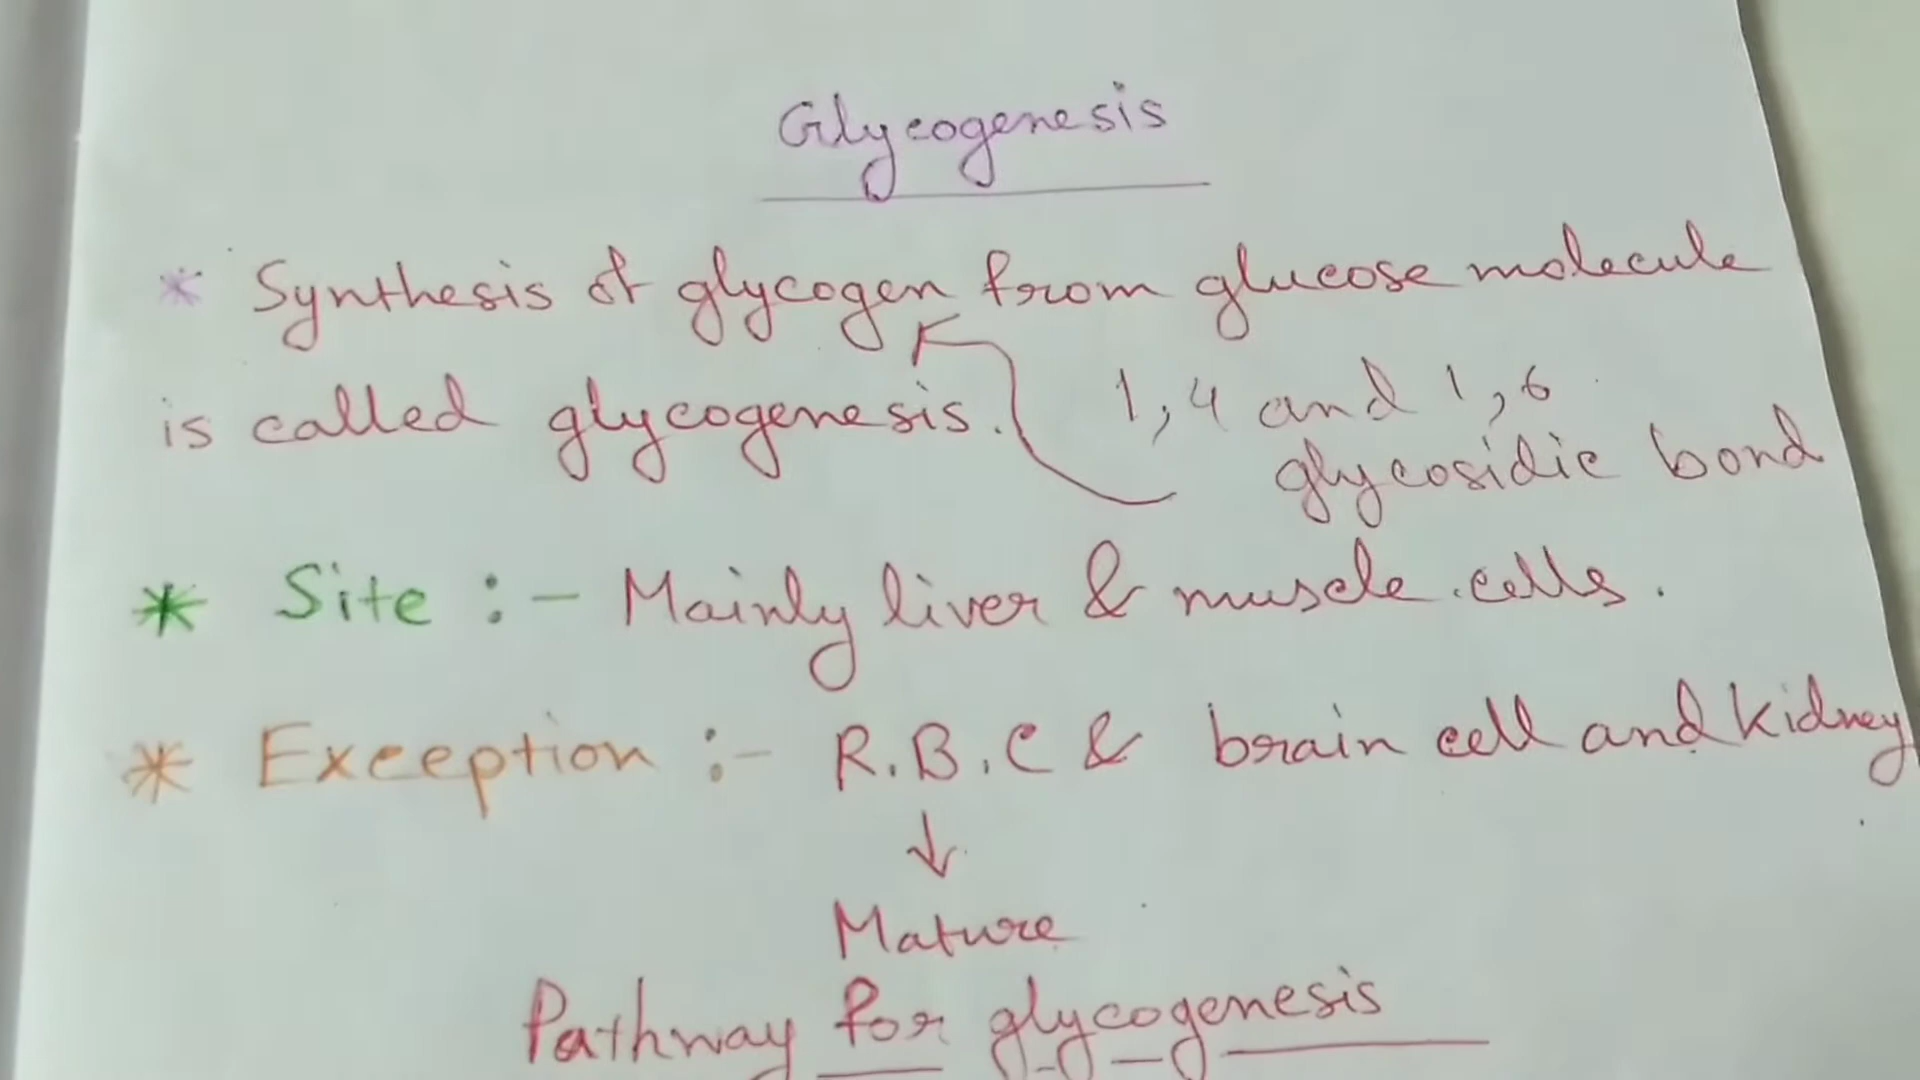 Glycogenesis
* Synthesis of glycogen from glucose molecule
is called glycogenesis. 1,4 and 1,6
glycosidic bond
* Site :- Mainly liver & muscle cells.
* Exception :- R.B.C & brain cell and kidney
↓
Mature
Pathway for glycogenesis